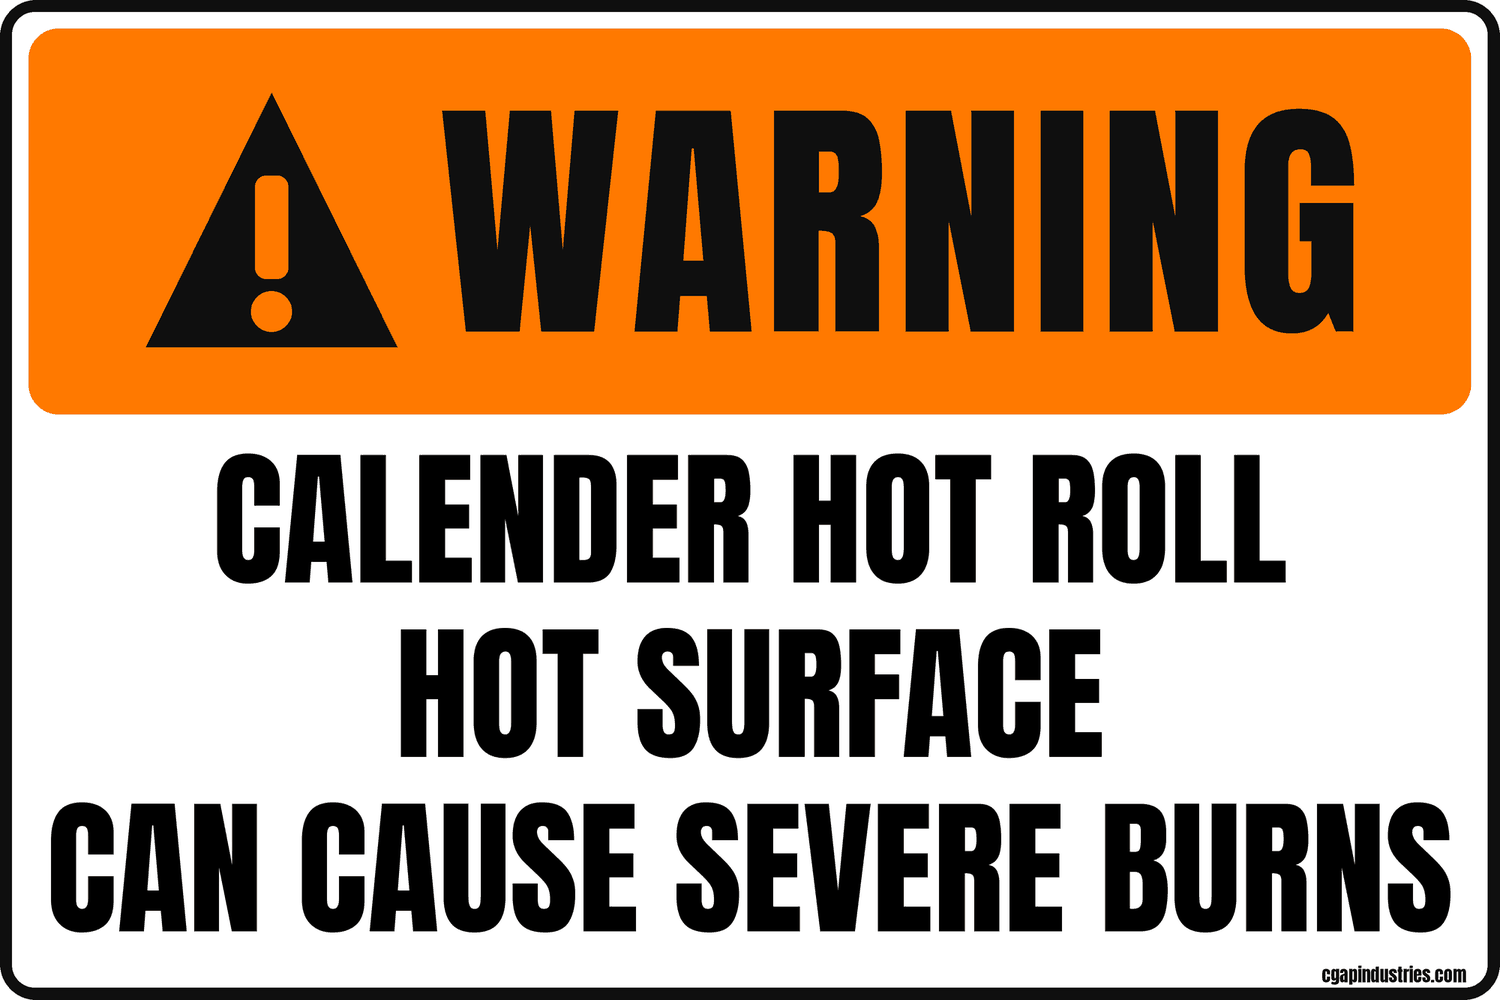 WARNING
CALENDER HOT ROLL
HOT SURFACE
CAN CAUSE SEVERE BURNS
cgapindustries.com